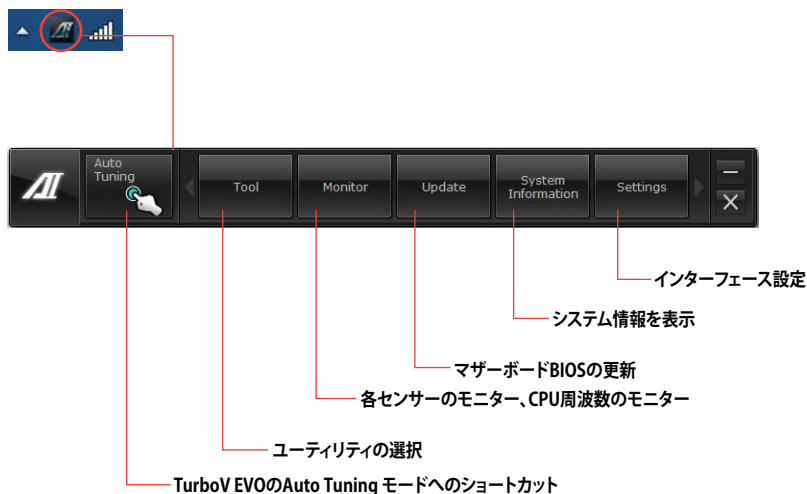 Auto
Tuning
Tool
Monitor
Update
System
Information
Settings
インターフェース設定
システム情報を表示
マザーボードBIOSの更新
各センサーのモニター、CPU周波数のモニター
ユーティリティの選択
TurboV EVOのAuto Tuning モードへのショートカット